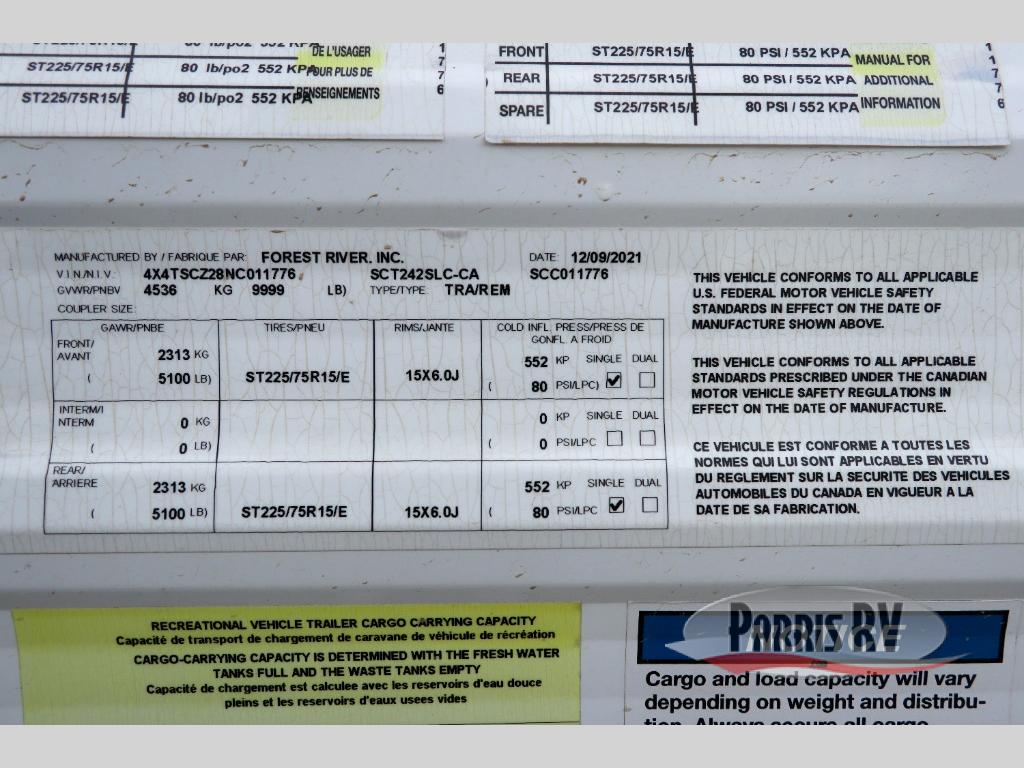 DE L'USAGER
ST225/75R15/E 80 lb/po2 552 KPA POUR PLUS DE
ST225/75R15/E 80 lb/po2 552 KPA RENSEIGNEMENTS
1
7
7
6
FRONT ST225/75R15/E 80 PSI / 552 KPA MANUAL FOR
REAR ST225/75R15/E 80 PSI / 552 KPA ADDITIONAL
SPARE ST225/75R15/E 80 PSI / 552 KPA INFORMATION
1
7
7
6
MANUFACTURED BY / FABRIQUE PAR: FOREST RIVER, INC. DATE: 12/09/2021
V.I.N./N.I.V.: 4X4TSCZ28NC011776 SCT242SLC-CA SCC011776
GVWR/PNBV 4536 KG 9999 LB) TYPE/TYPE: TRA/REM
COUPLER SIZE:
GAWR/PNBE TIRES/PNEU RIMS/JANTE COLD INFL. PRESS/PRESS DE
GONFL. A FROID
FRONT/
AVANT 2313 KG 552 KP SINGLE DUAL
( 5100 LB) ST225/75R15/E 15X6.0J ( 80 PSI/LPC)
INTERM/I
NTERM 0 KG 0 KP SINGLE DUAL
( 0 LB) ( 0 PSI/LPC
REAR/
ARRIERE 2313 KG 552 KP SINGLE DUAL
( 5100 LB) ST225/75R15/E 15X6.0J ( 80 PSI/LPC
THIS VEHICLE CONFORMS TO ALL APPLICABLE
U.S. FEDERAL MOTOR VEHICLE SAFETY
STANDARDS IN EFFECT ON THE DATE OF
MANUFACTURE SHOWN ABOVE.
THIS VEHICLE CONFORMS TO ALL APPLICABLE
STANDARDS PRESCRIBED UNDER THE CANADIAN
MOTOR VEHICLE SAFETY REGULATIONS IN
EFFECT ON THE DATE OF MANUFACTURE.
CE VEHICULE EST CONFORME A TOUTES LES
NORMES QUI LUI SONT APPLICABLES EN VERTU
DU REGLEMENT SUR LA SECURITE DES VEHICULES
AUTOMOBILES DU CANADA EN VIGUEUR A LA
DATE DE SA FABRICATION.
RECREATIONAL VEHICLE TRAILER CARGO CARRYING CAPACITY
Capacité de transport de chargement de caravane de véhicule de récréation
CARGO-CARRYING CAPACITY IS DETERMINED WITH THE FRESH WATER
TANKS FULL AND THE WASTE TANKS EMPTY
Capacité de chargement est calculee avec les reservoirs d'eau douce
pleins et les reservoirs d'eaux usees vides
PARRIS RV
NOTICE
Cargo and load capacity will vary
depending on weight and distribu-
tion. Always secure all cargo